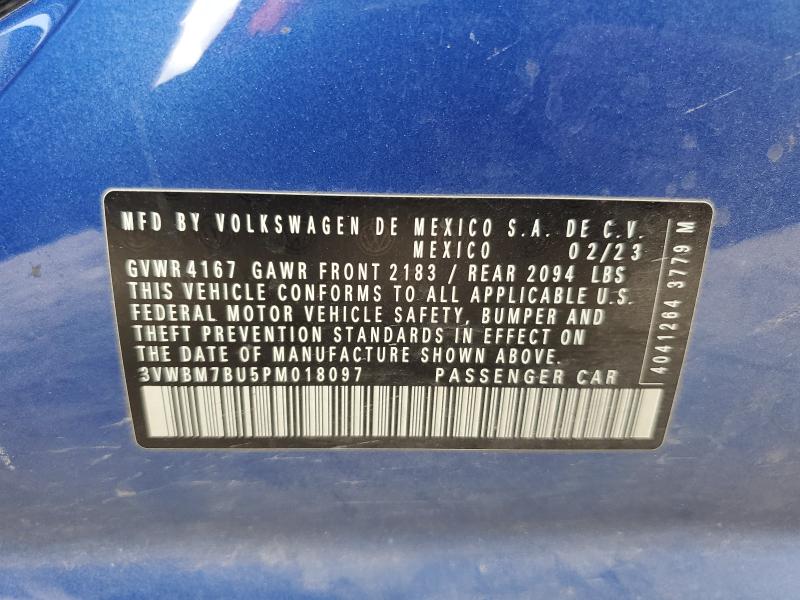 MFD BY VOLKSWAGEN DE MEXICO S.A. DE C.V.
MEXICO 02/23
GVWR 4167 GAWR FRONT 2183 / REAR 2094 LBS
THIS VEHICLE CONFORMS TO ALL APPLICABLE U.S.
FEDERAL MOTOR VEHICLE SAFETY, BUMPER AND
THEFT PREVENTION STANDARDS IN EFFECT ON
THE DATE OF MANUFACTURE SHOWN ABOVE.
3VWBM7BU5PM018097 PASSENGER CAR
4041264 3779 M